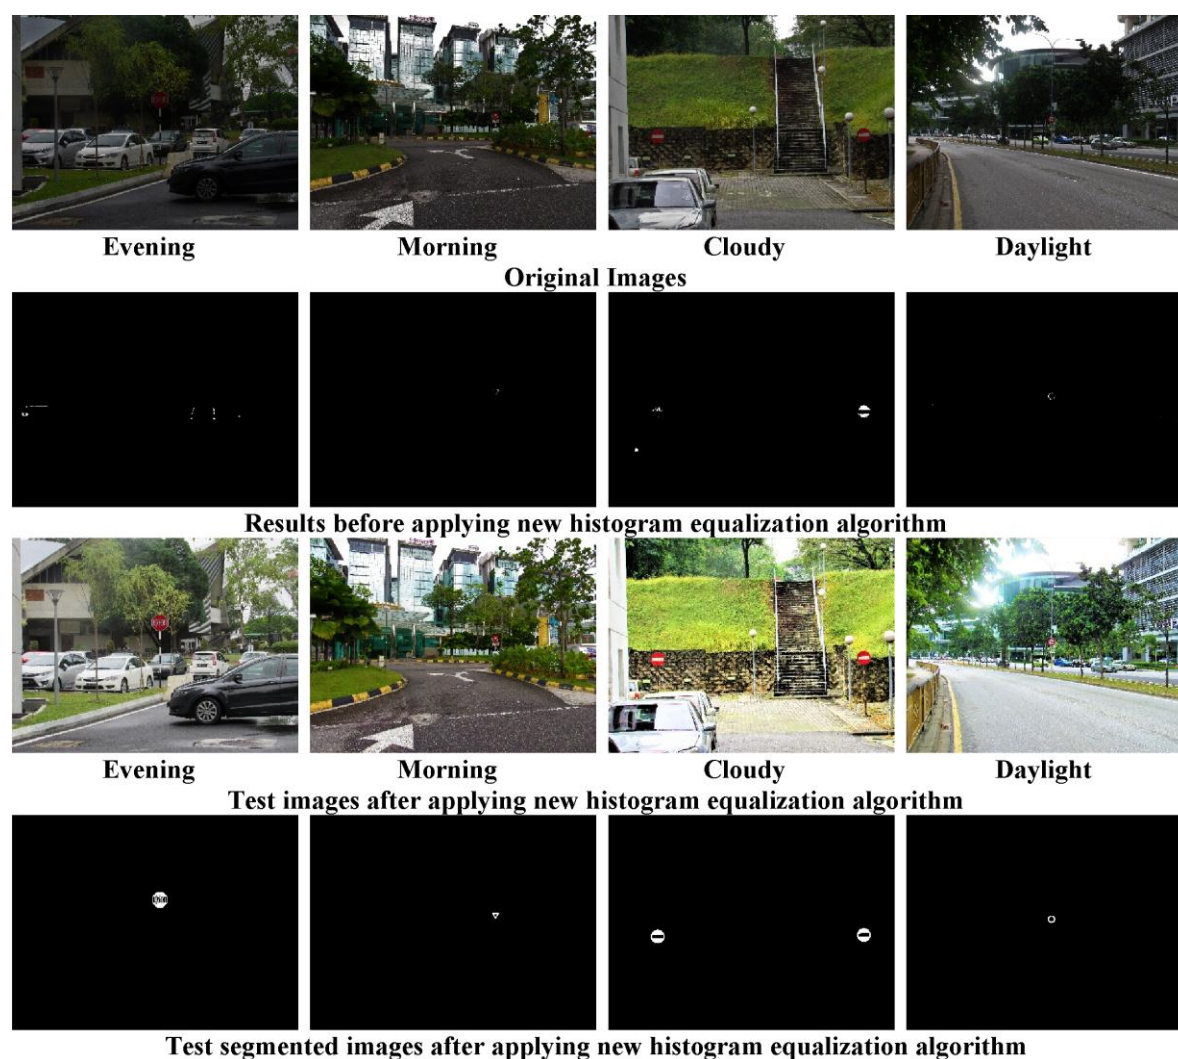 Evening Morning Cloudy Daylight
Original Images
Results before applying new histogram equalization algorithm
Evening Morning Cloudy Daylight
Test images after applying new histogram equalization algorithm
Test segmented images after applying new histogram equalization algorithm